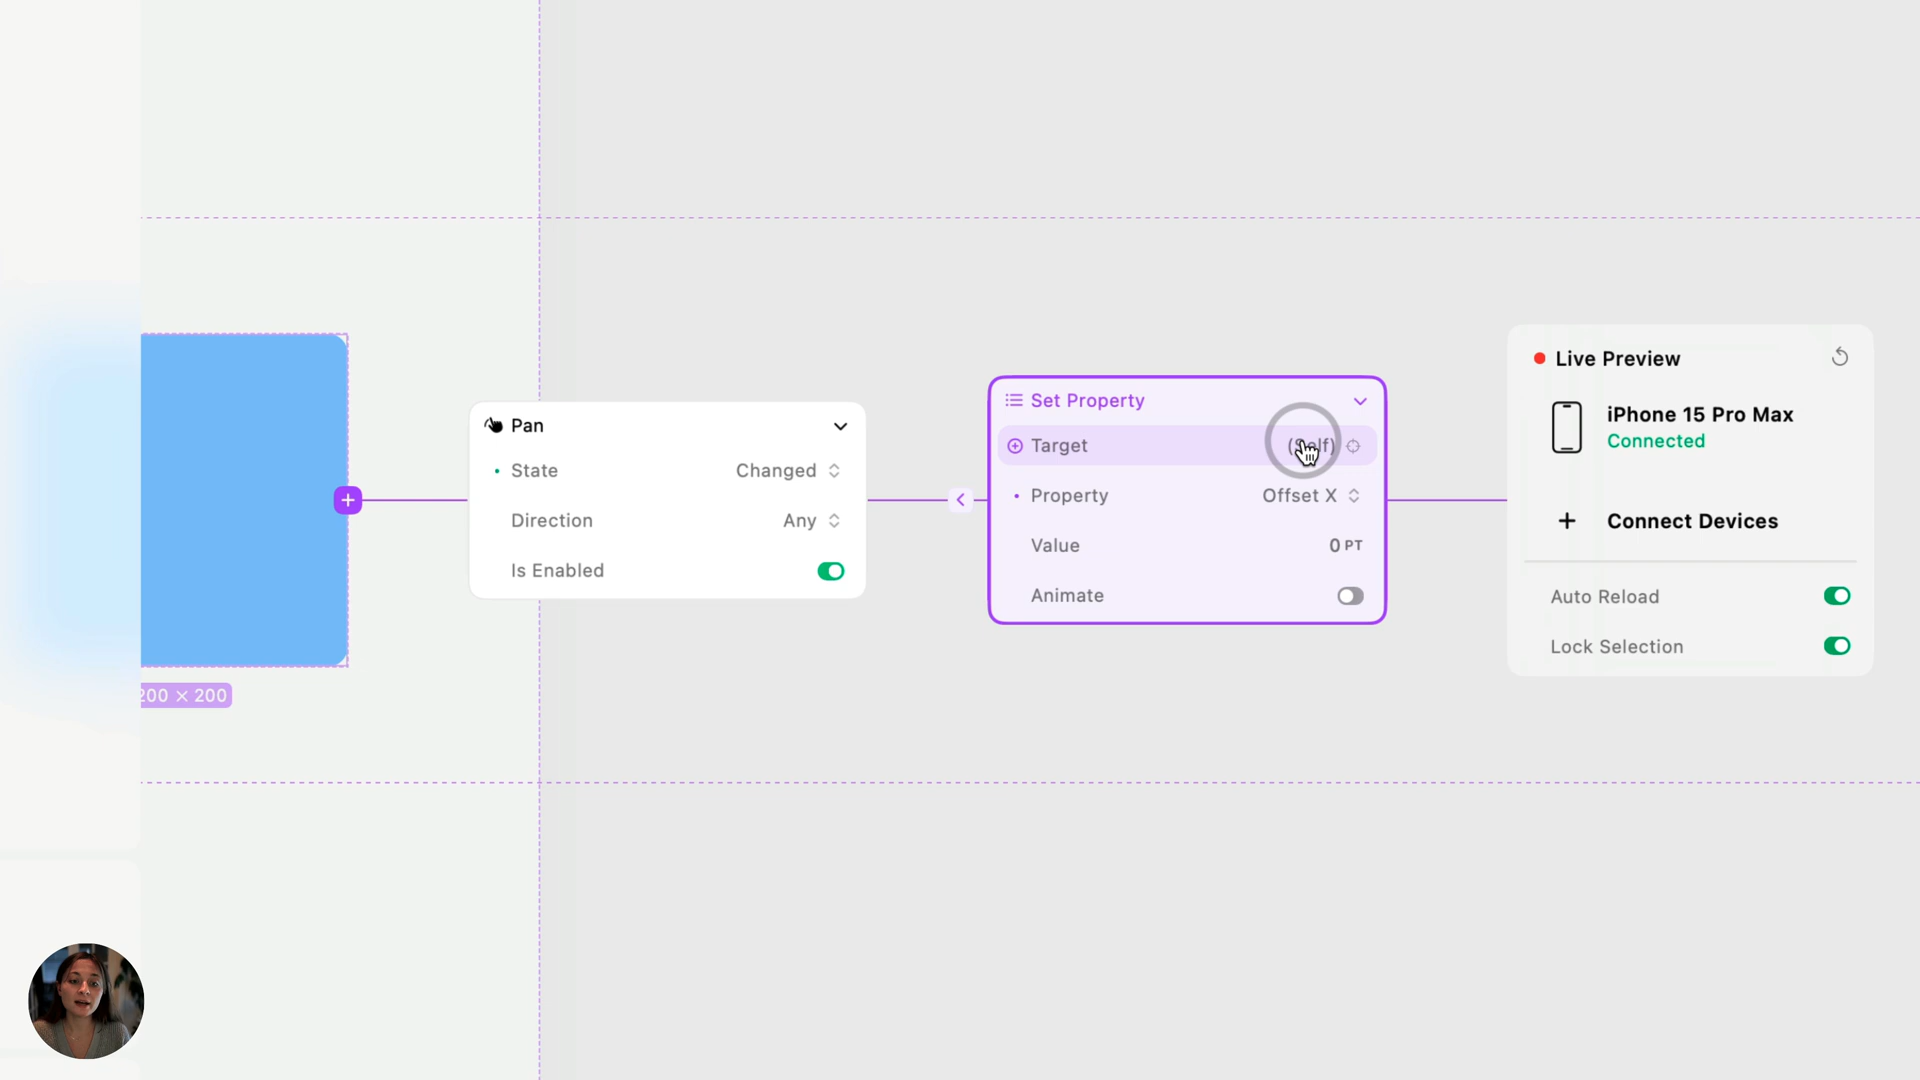 200 × 200
Pan
State Changed
Direction Any
Is Enabled
Set Property
Target (Self)
Property Offset X
Value 0 PT
Animate
Live Preview
iPhone 15 Pro Max
Connected
Connect Devices
Auto Reload
Lock Selection